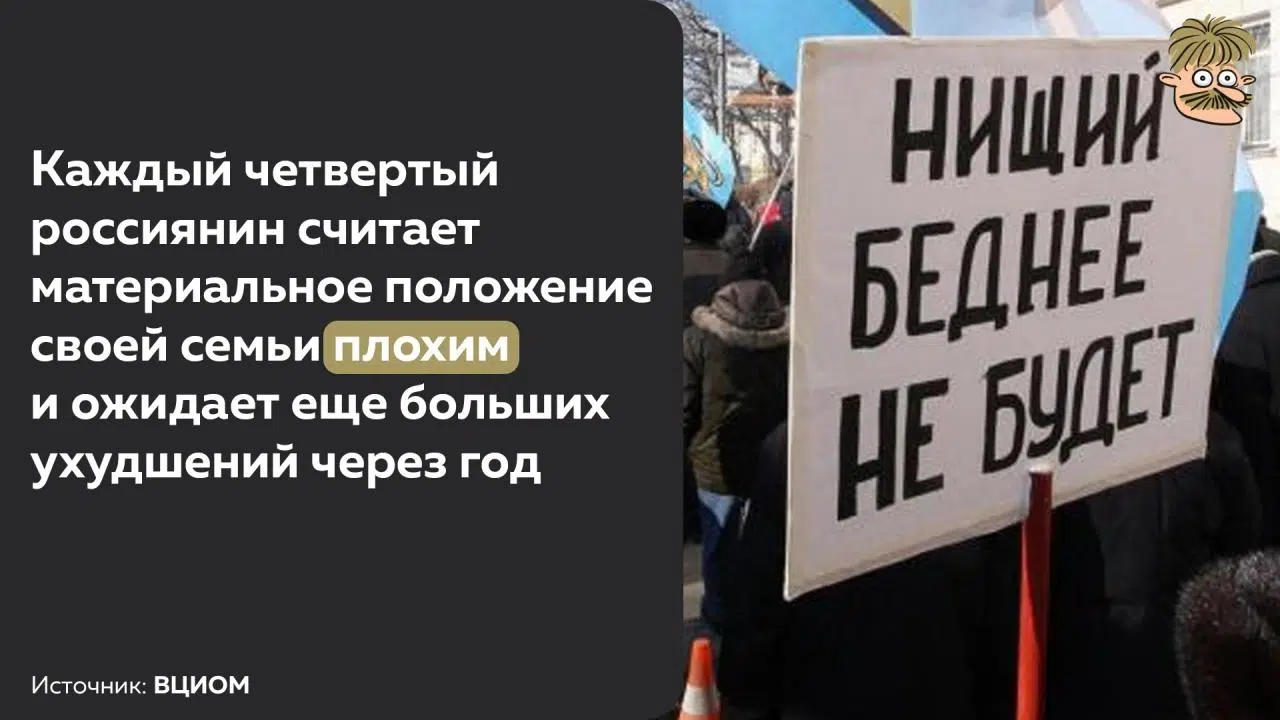 Каждый четвертый
россиянин считает
материальное положение
своей семьи плохим
и ожидает еще больших
ухудшений через год
Источник: ВЦИОМ
НИЩИЙ
БЕДНЕЕ
НЕ БУДЕТ